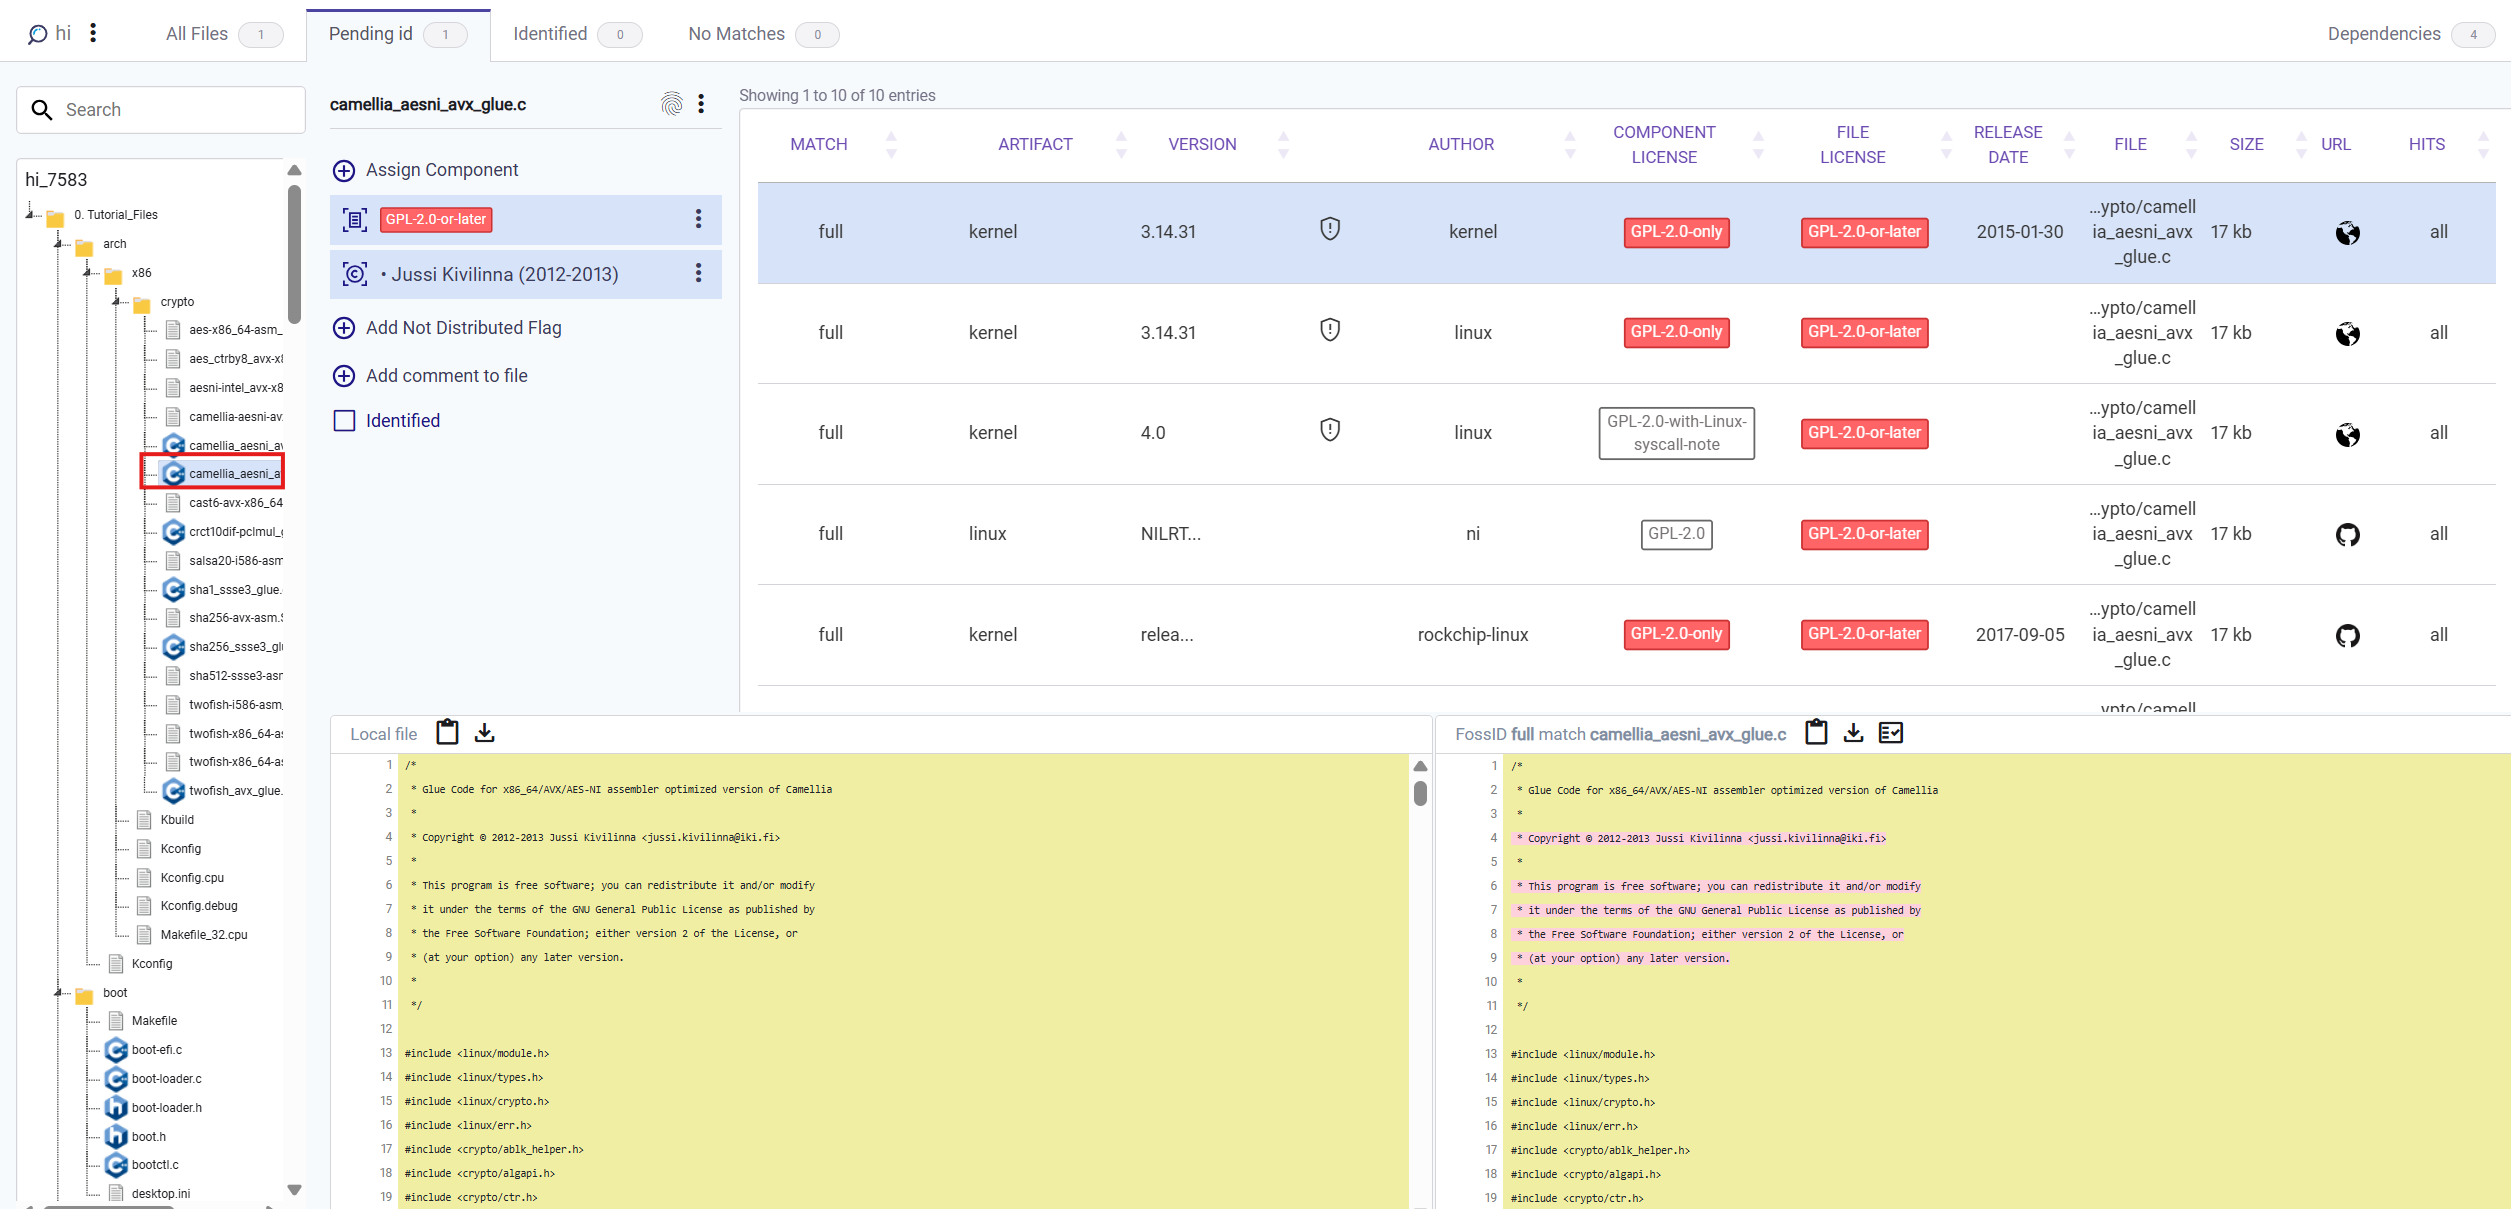 hi
All Files 1
Pending id 1
Identified 0
No Matches 0
Dependencies 4
Search
hi_7583
0. Tutorial_Files
arch
x86
crypto
aes-x86_64-asm_
aes_ctrby8_avx-x8
aesni-intel_avx-x8
camellia-aesni-av
camellia_aesni_av
camellia_aesni_a
cast6-avx-x86_64
crct10dif-pclmul_g
salsa20-i586-asm
sha1_ssse3_glue.
sha256-avx-asm.S
sha256_ssse3_gl
sha512-ssse3-asr
twofish-i586-asm_
twofish-x86_64-a
twofish-x86_64-a
twofish_avx_glue.
Kbuild
Kconfig
Kconfig.cpu
Kconfig.debug
Makefile_32.cpu
Kconfig
boot
Makefile
boot-efi.c
boot-loader.c
boot-loader.h
boot.h
bootctl.c
desktop.ini
camellia_aesni_avx_glue.c
Assign Component
GPL-2.0-or-later
• Jussi Kivilinna (2012-2013)
Add Not Distributed Flag
Add comment to file
Identified
Showing 1 to 10 of 10 entries
MATCH ARTIFACT VERSION AUTHOR COMPONENT LICENSE FILE LICENSE RELEASE DATE FILE SIZE URL HITS
full kernel 3.14.31 kernel GPL-2.0-only GPL-2.0-or-later 2015-01-30 ...ypto/camell 17 kb all
ia_aesni_avx
_glue.c
full kernel 3.14.31 linux GPL-2.0-only GPL-2.0-or-later ...ypto/camell 17 kb all
ia_aesni_avx
_glue.c
full kernel 4.0 linux GPL-2.0-with-Linux-syscall-note GPL-2.0-or-later ...ypto/camell 17 kb all
ia_aesni_avx
_glue.c
full linux NILRT... ni GPL-2.0 GPL-2.0-or-later ...ypto/camell 17 kb all
ia_aesni_avx
_glue.c
full kernel relea... rockchip-linux GPL-2.0-only GPL-2.0-or-later 2017-09-05 ...ypto/camell 17 kb all
ia_aesni_avx
_glue.c
Local file
1 /*
2 * Glue Code for x86_64/AVX/AES-NI assembler optimized version of Camellia
3 *
4 * Copyright © 2012-2013 Jussi Kivilinna <jussi.kivilinna@iki.fi>
5 *
6 * This program is free software; you can redistribute it and/or modify
7 * it under the terms of the GNU General Public License as published by
8 * the Free Software Foundation; either version 2 of the License, or
9 * (at your option) any later version.
10 *
11 */
12
13 #include <linux/module.h>
14 #include <linux/types.h>
15 #include <linux/crypto.h>
16 #include <linux/err.h>
17 #include <crypto/ablk_helper.h>
18 #include <crypto/algapi.h>
19 #include <crypto/ctr.h>
FossID full match camellia_aesni_avx_glue.c
1 /*
2 * Glue Code for x86_64/AVX/AES-NI assembler optimized version of Camellia
3 *
4 * Copyright © 2012-2013 Jussi Kivilinna <jussi.kivilinna@iki.fi>
5 *
6 * This program is free software; you can redistribute it and/or modify
7 * it under the terms of the GNU General Public License as published by
8 * the Free Software Foundation; either version 2 of the License, or
9 * (at your option) any later version.
10 *
11 */
12
13 #include <linux/module.h>
14 #include <linux/types.h>
15 #include <linux/crypto.h>
16 #include <linux/err.h>
17 #include <crypto/ablk_helper.h>
18 #include <crypto/algapi.h>
19 #include <crypto/ctr.h>